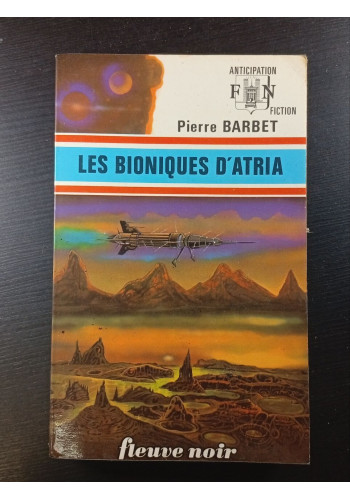 ANTICIPATION
F N
FICTION
Pierre BARBET
LES BIONIQUES D'ATRIA
fleuve noir